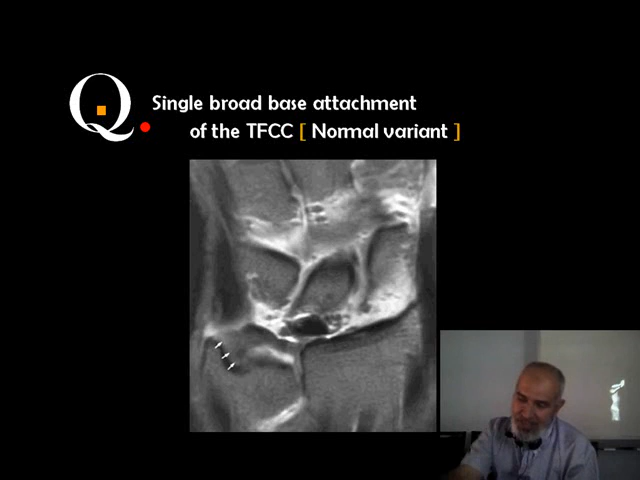 Q.
Single broad base attachment
of the TFCC [ Normal variant ]